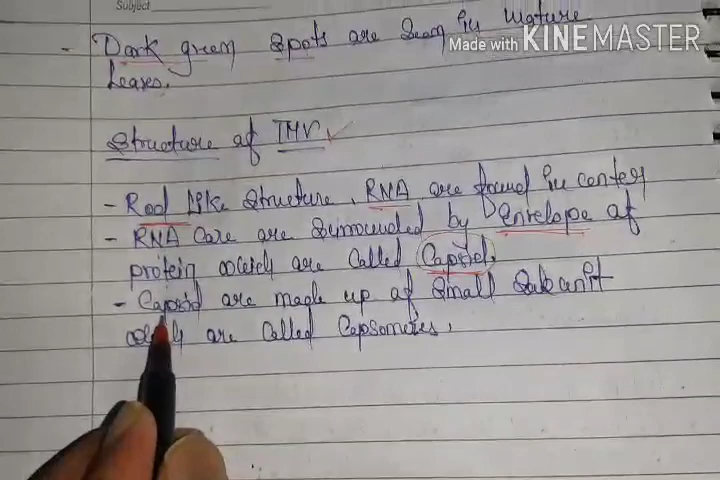 Subject
- Dark green spots are Seen in mature
Made with KINEMASTER
leaves.
Structure of TMV
- Rod like structure, RNA are found in center
- RNA Core are Surrounded by envelope of
protein which are called Capsid.
- Capsid are made up of Small Subunit
which are called Capsomeres.